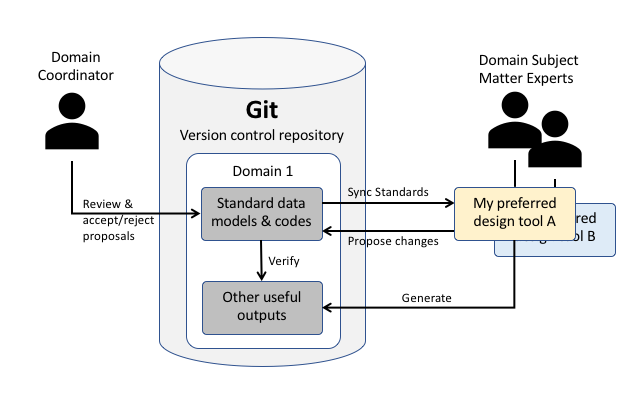 Domain
Coordinator
Domain Subject
Matter Experts
Git
Version control repository
Domain 1
Review &
accept/reject
proposals
Standard data
models & codes
Sync Standards
Propose changes
My preferred
design tool A
B
Verify
Other useful
outputs
Generate